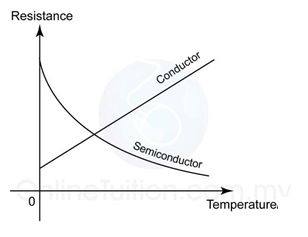 Resistance
Conductor
Semiconductor
0
Temperature
OnlineTuition.com.my